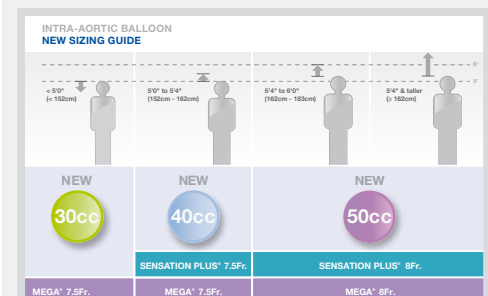 INTRA-AORTIC BALLOON
NEW SIZING GUIDE
< 5'0"
(< 152cm)
5'0" to 5'4"
(152cm - 162cm)
5'4" to 6'0"
(162cm - 183cm)
5'4" & taller
(≥ 162cm)
NEW
NEW
NEW
30cc
40cc
50cc
SENSATION PLUS® 7.5Fr.
SENSATION PLUS® 8Fr.
MEGA® 7.5Fr.
MEGA® 7.5Fr.
MEGA® 8Fr.